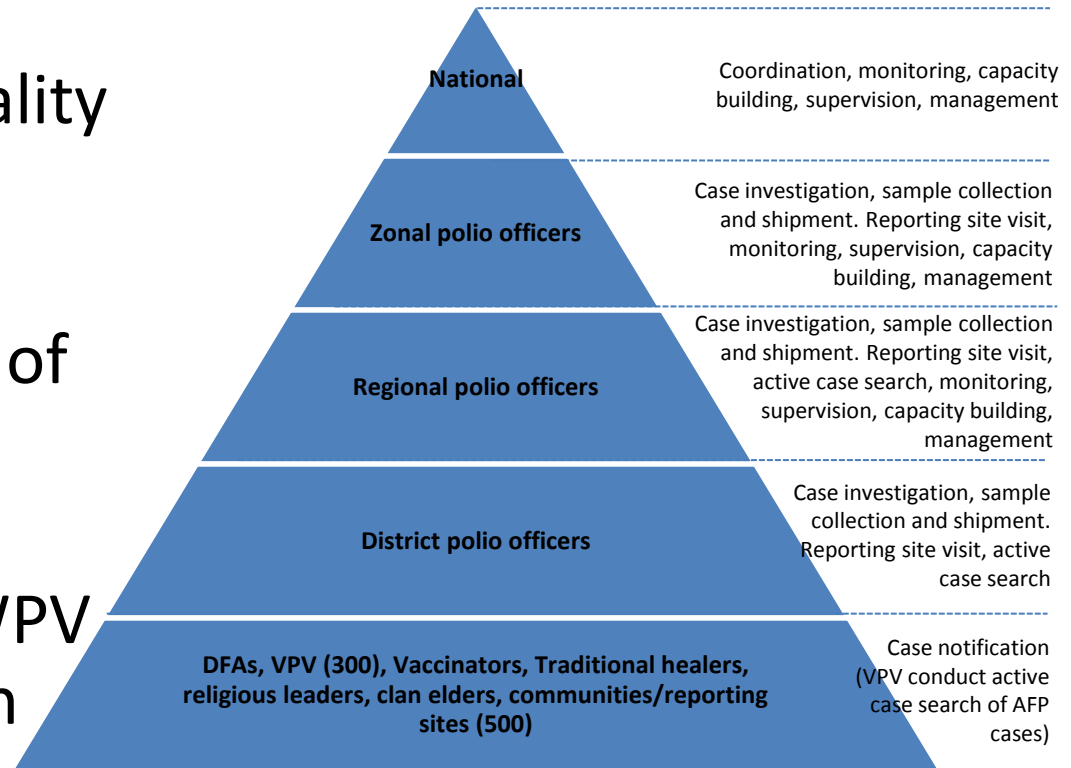 ality
of
VPV
National
Coordination, monitoring, capacity
building, supervision, management
Zonal polio officers
Case investigation, sample collection
and shipment. Reporting site visit,
monitoring, supervision, capacity
building, management
Regional polio officers
Case investigation, sample collection
and shipment. Reporting site visit,
active case search, monitoring,
supervision, capacity building,
management
District polio officers
Case investigation, sample
collection and shipment.
Reporting site visit, active
case search
DFAs, VPV (300), Vaccinators, Traditional healers,
religious leaders, clan elders, communities/reporting
sites (500)
Case notification
(VPV conduct active
case search of AFP
cases)